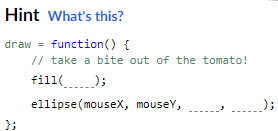 Hint What's this?
draw = function() {
    // take a bite out of the tomato!
    fill(_____);
    ellipse(mouseX, mouseY, _____, _____);
};